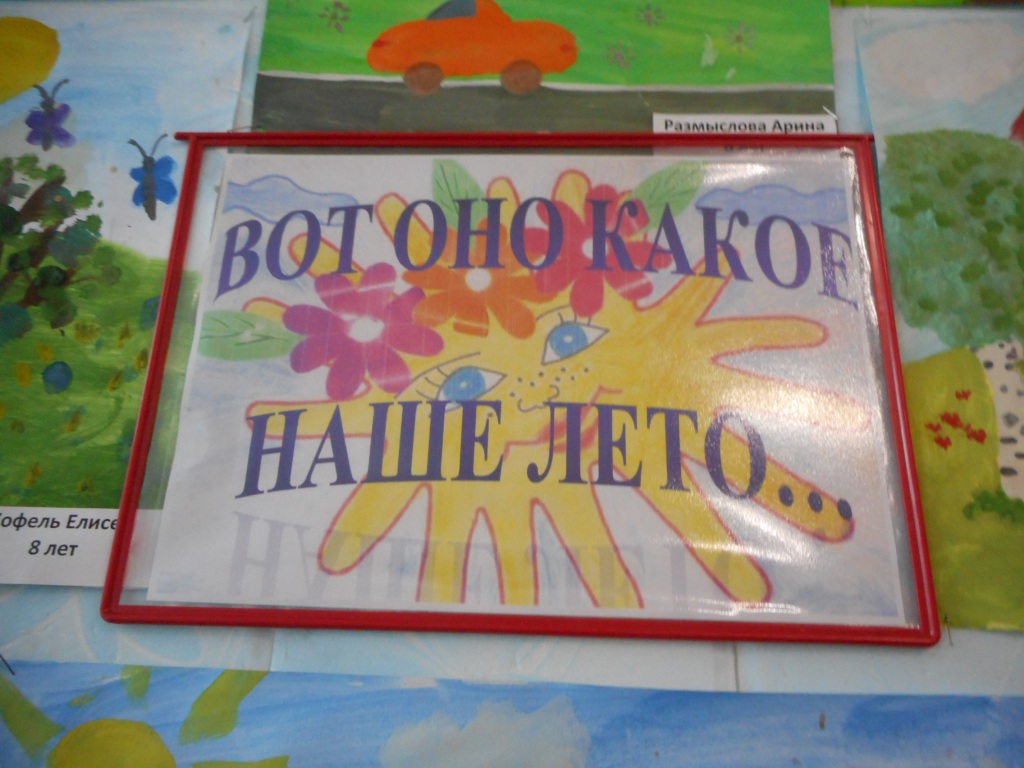 Размыслова Арина
ВОТ ОНО КАКОЕ
НАШЕ ЛЕТО...
8 лет